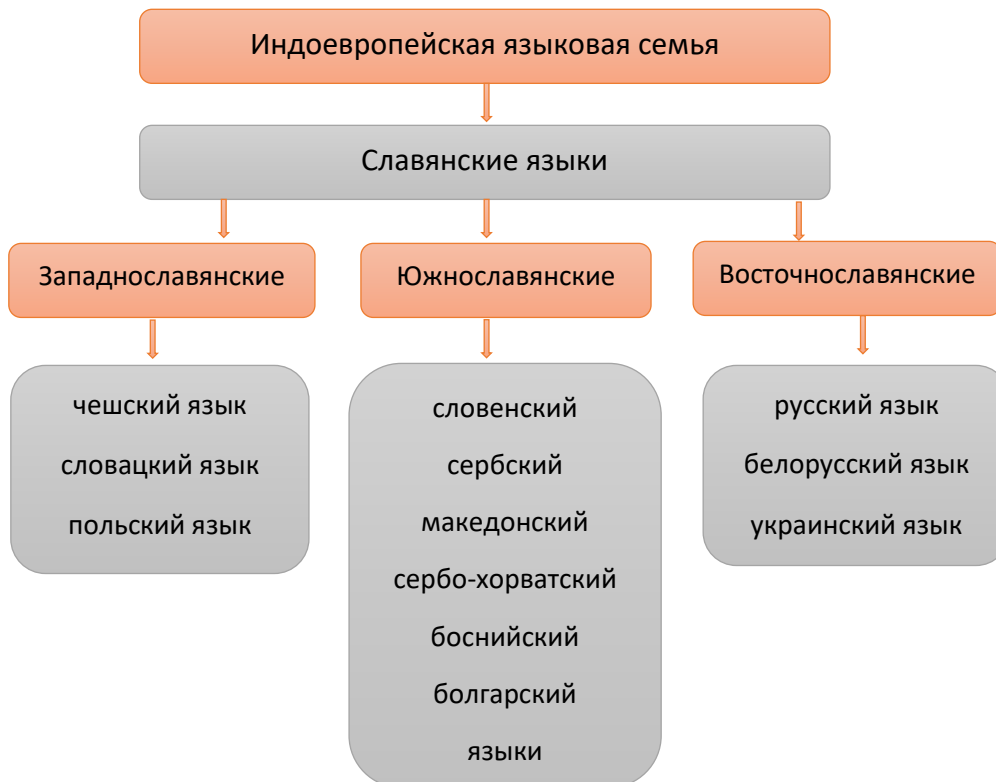 Индоевропейская языковая семья
Славянские языки
Западнославянские
Южнославянские
Восточнославянские
чешский язык
словацкий язык
польский язык
словенский
сербский
македонский
сербо-хорватский
боснийский
болгарский
языки
русский язык
белорусский язык
украинский язык